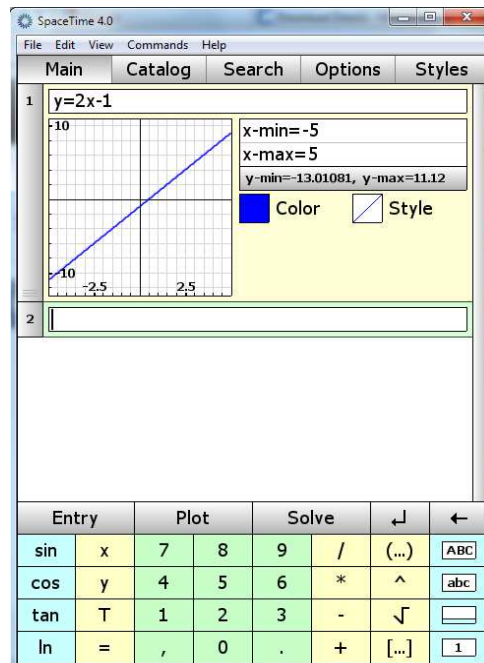 SpaceTime 4.0
File Edit View Commands Help
Main Catalog Search Options Styles
1 y=2x-1
10
x-min=-5
x-max=5
y-min=-13.01081, y-max=11.12
Color Style
-10
-2.5 2.5
2
Entry Plot Solve ↵ ←
sin x 7 8 9 / (...) ABC
cos y 4 5 6 * ^ abc
tan T 1 2 3 - √
ln = , 0 . + [...] 1